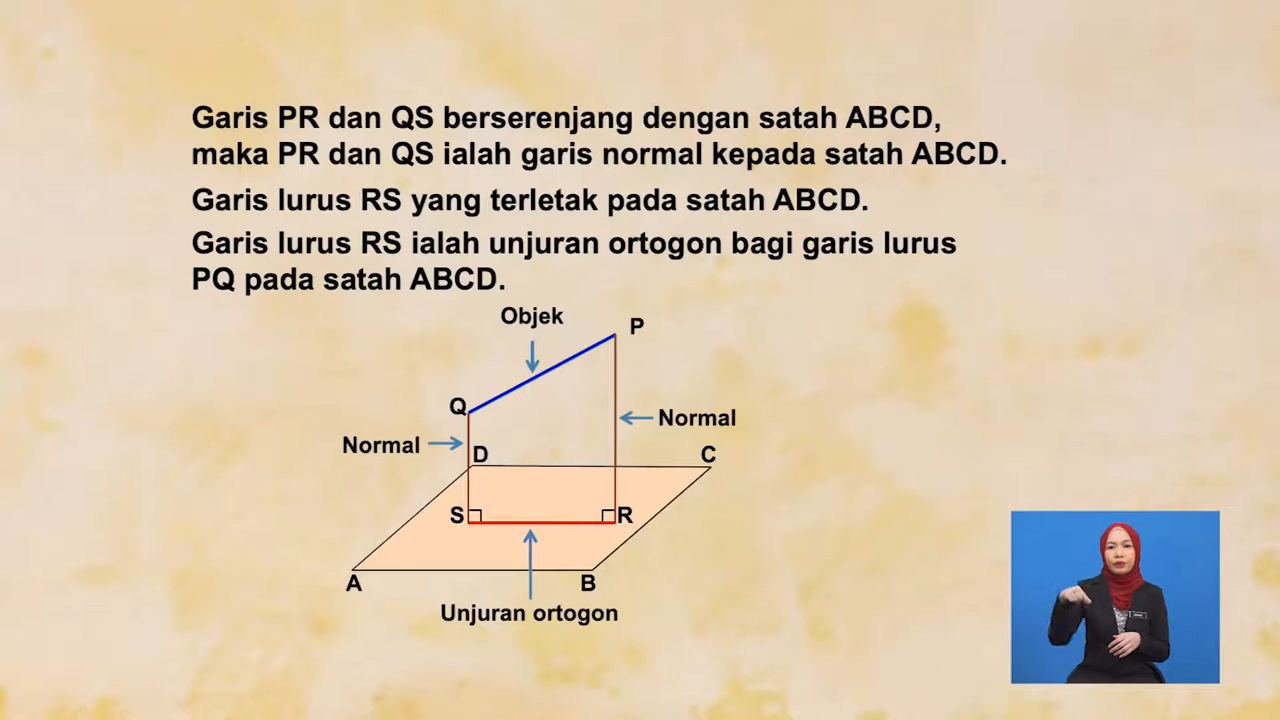 Garis PR dan QS berserenjang dengan satah ABCD,
maka PR dan QS ialah garis normal kepada satah ABCD.
Garis lurus RS yang terletak pada satah ABCD.
Garis lurus RS ialah unjuran ortogon bagi garis lurus
PQ pada satah ABCD.
Objek
P
Q
Normal
Normal
D
C
S
R
A
B
Unjuran ortogon